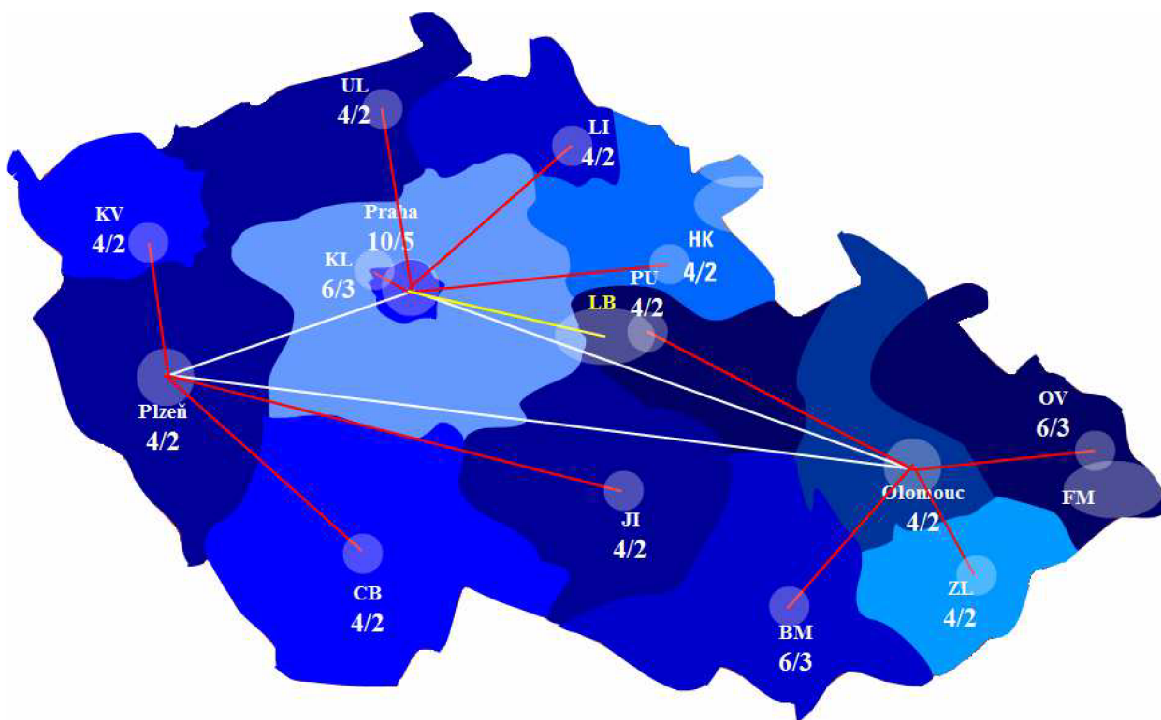 UL
4/2
LI
4/2
KV
4/2
Praha
10/5
HK
4/2
KL
6/3
PU
4/2
LB
Plzeň
4/2
OV
6/3
FM
Olomouc
4/2
JI
4/2
CB
4/2
ZL
4/2
BM
6/3